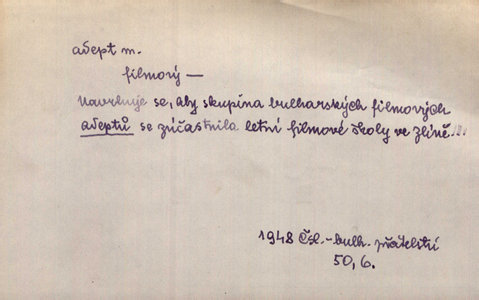 adept m.
filmový —
Navrhuje se, aby skupina bulharských filmových
adeptů se zúčastnila letní filmové školy ve Zlíně...
1948 Čsl.-bulh. přátelství
50, 6.